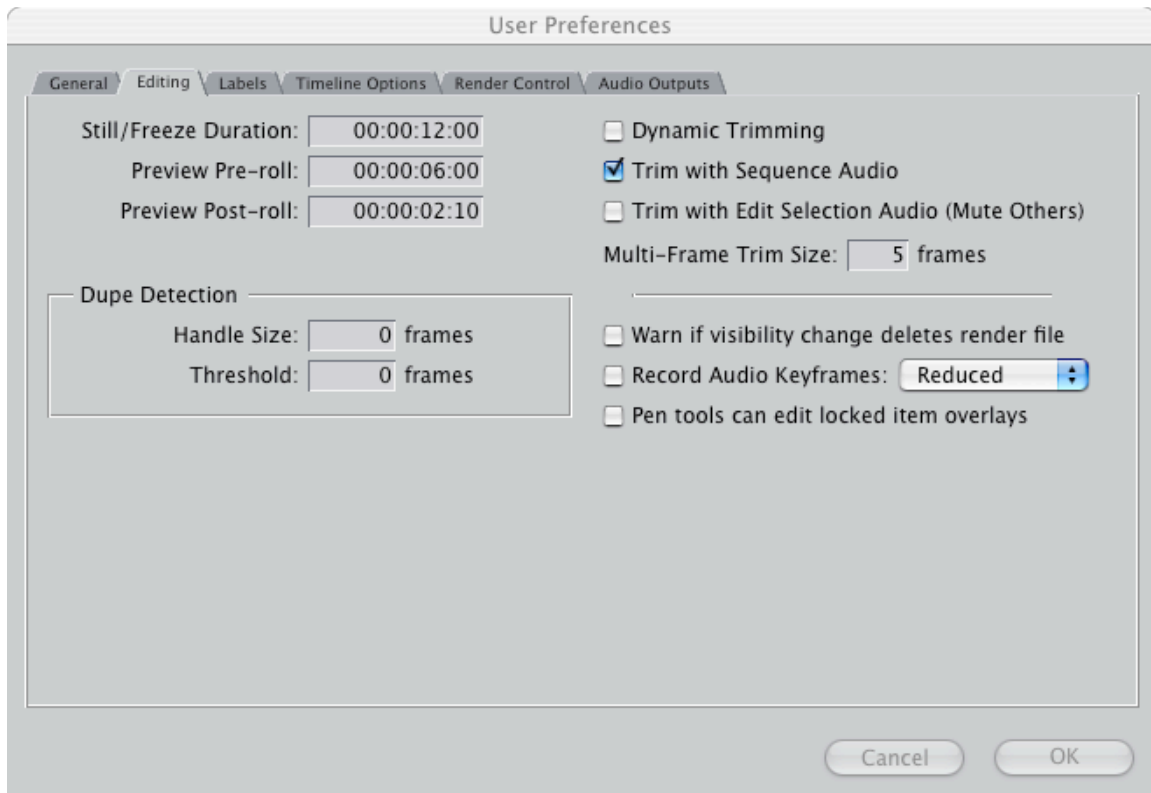 User Preferences
General
Editing
Labels
Timeline Options
Render Control
Audio Outputs
Still/Freeze Duration: 00:00:12:00
Preview Pre-roll: 00:00:06:00
Preview Post-roll: 00:00:02:10
Dupe Detection
Handle Size: 0 frames
Threshold: 0 frames
Dynamic Trimming
Trim with Sequence Audio
Trim with Edit Selection Audio (Mute Others)
Multi-Frame Trim Size: 5 frames
Warn if visibility change deletes render file
Record Audio Keyframes: Reduced
Pen tools can edit locked item overlays
Cancel
OK